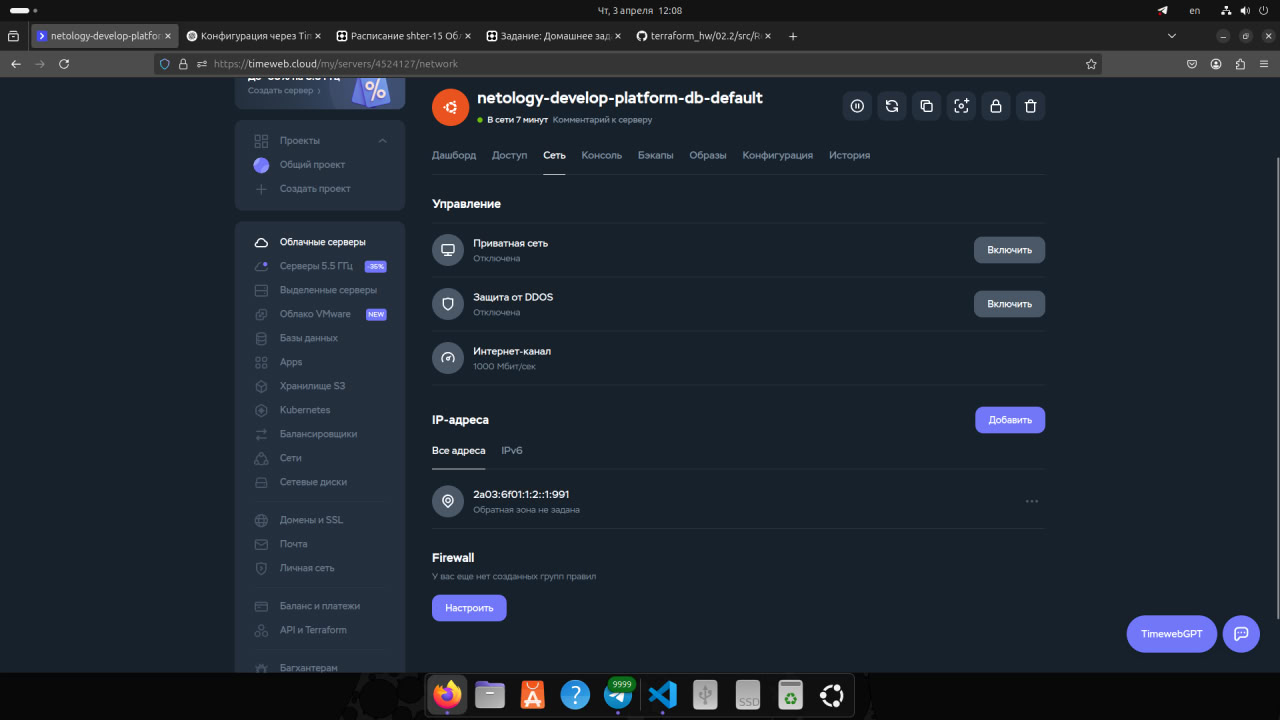 Чт, 3 апреля 12:08
en
netology-develop-platfor
Конфигурация через Tim
Расписание shter-15 Обл
Задание: Домашнее зад
terraform_hw/02.2/src/R
https://timeweb.cloud/my/servers/4524127/network
Создать сервер
Проекты
Общий проект
Создать проект
Облачные серверы
Серверы 5.5 ГГц -35%
Выделенные серверы
Облако VMware NEW
Базы данных
Apps
Хранилище S3
Kubernetes
Балансировщики
Сети
Сетевые диски
Домены и SSL
Почта
Личная сеть
Баланс и платежи
API и Terraform
Багхантерам
netology-develop-platform-db-default
В сети 7 минут Комментарий к серверу
Дашборд Доступ Сеть Консоль Бэкапы Образы Конфигурация История
Управление
Приватная сеть
Отключена
Включить
Защита от DDOS
Отключена
Включить
Интернет-канал
1000 Мбит/сек
IP-адреса
Добавить
Все адреса IPv6
2a03:6f01:1:2::1:991
Обратная зона не задана
Firewall
У вас еще нет созданных групп правил
Настроить
TimewebGPT
9999
SSD